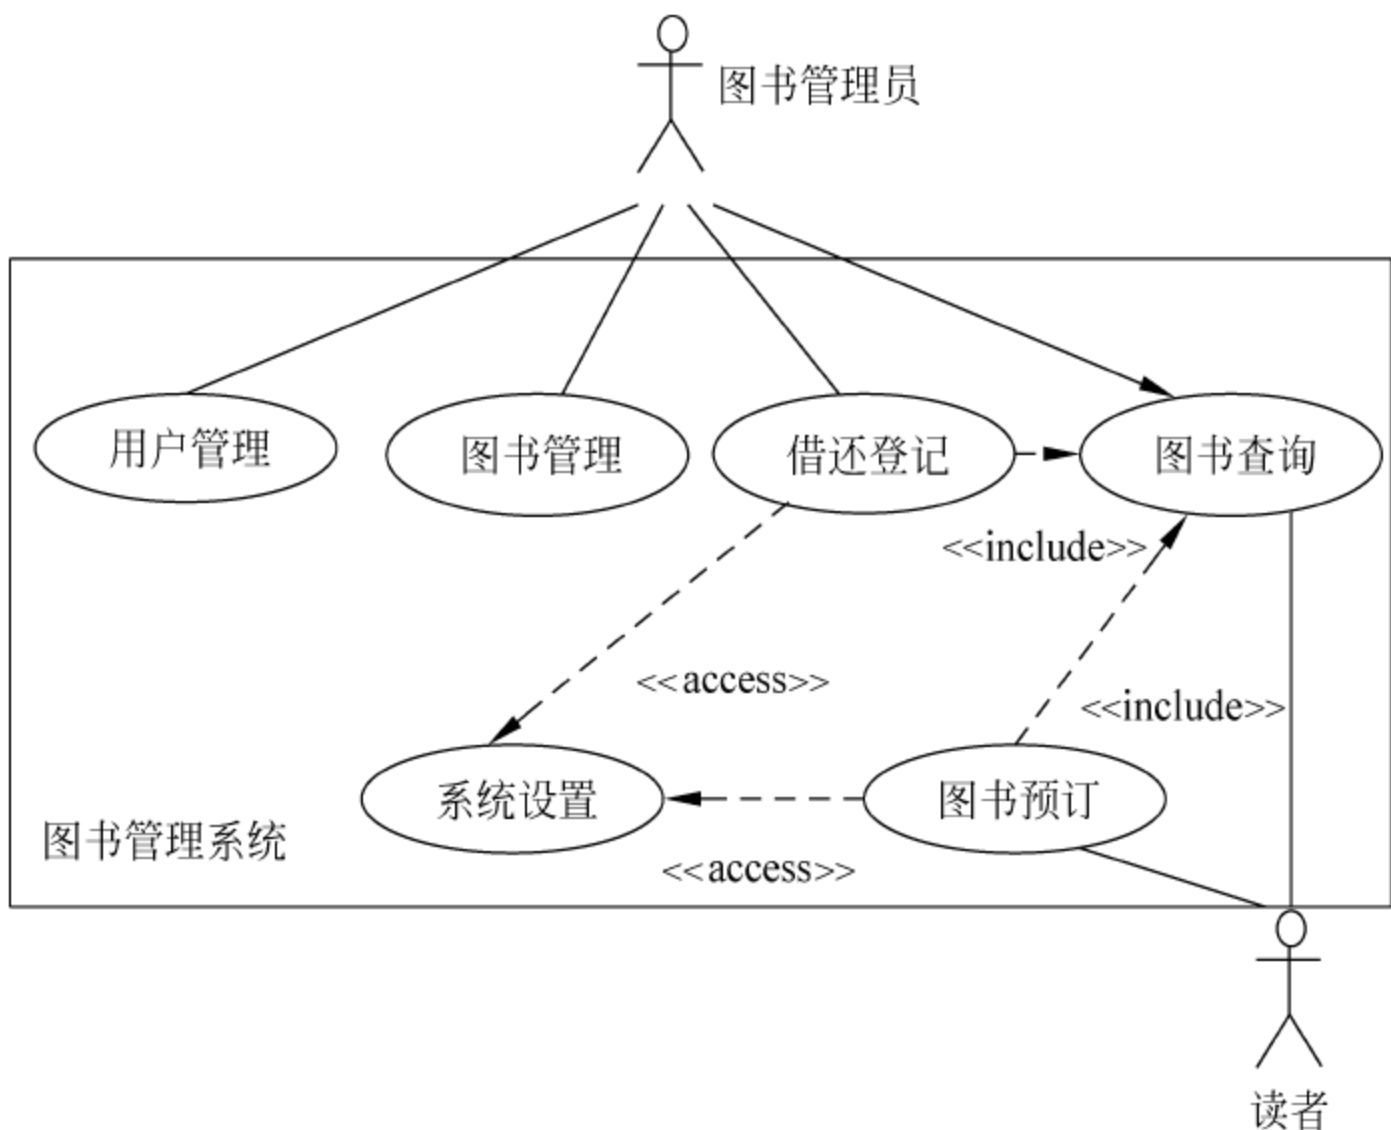 图书管理员
用户管理
图书管理
借还登记
图书查询
<<include>>
<<access>>
<<include>>
系统设置
图书预订
图书管理系统
<<access>>
读者